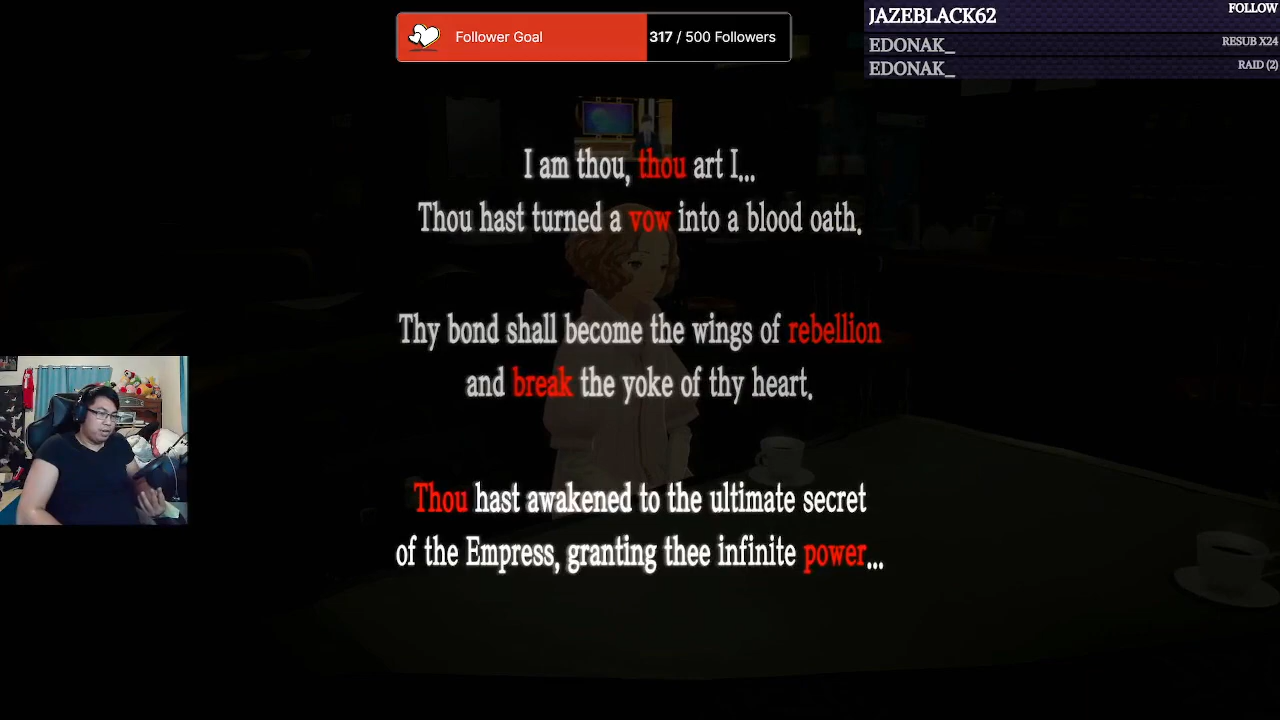 Follower Goal
317 / 500 Followers
JAZEBLACK62
FOLLOW
EDONAK_
RESUB X24
EDONAK_
RAID (2)
I am thou, thou art I...
Thou hast turned a vow into a blood oath.
Thy bond shall become the wings of rebellion
and break the yoke of thy heart.
Thou hast awakened to the ultimate secret
of the Empress, granting thee infinite power...